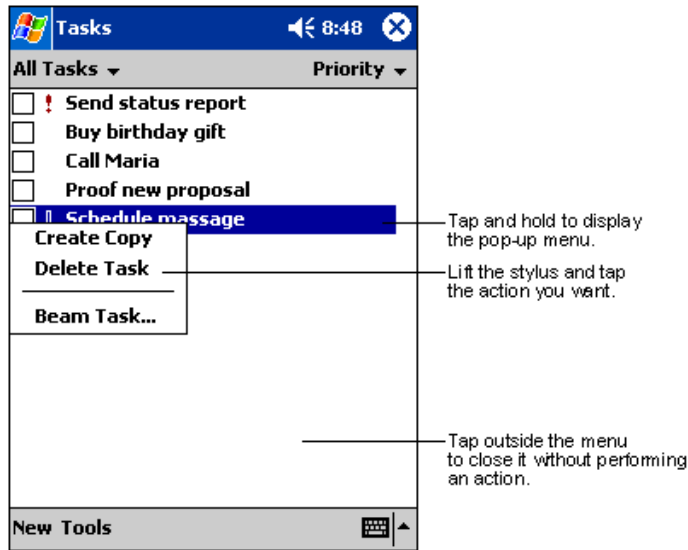 Tasks 8:48
All Tasks Priority
! Send status report
Buy birthday gift
Call Maria
Proof new proposal
Schedule massage
Create Copy
Delete Task
Beam Task...
New Tools
Tap and hold to display
the pop-up menu.
Lift the stylus and tap
the action you want.
Tap outside the menu
to close it without performing
an action.